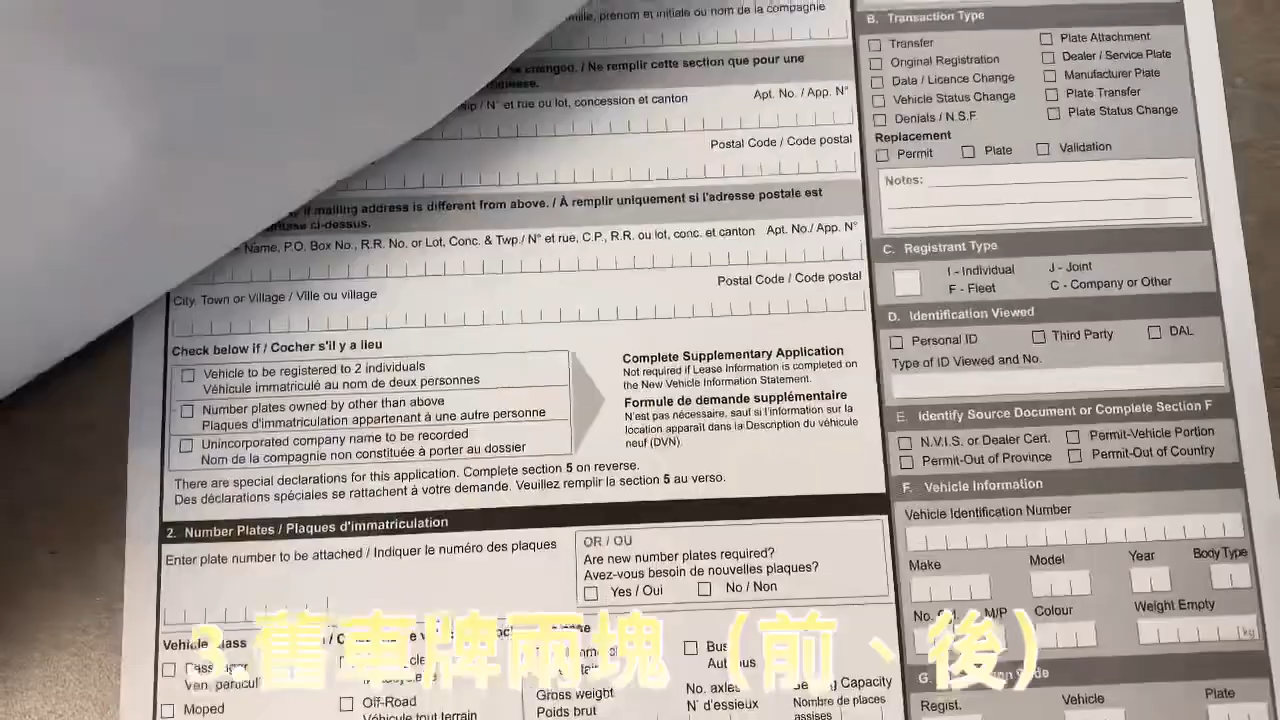 prénom et initiale ou nom de la compagnie
changed. / Ne remplir cette section que pour une
/ N° et rue ou lot, concession et canton Apt. No. / App. N°
Postal Code / Code postal
if mailing address is different from above. / À remplir uniquement si l'adresse postale est
ci-dessus.
Name, P.O. Box No., R.R. No. or Lot, Conc. & Twp / N° et rue, C.P., R.R. ou lot, conc. et canton Apt. No./ App. N°
City, Town or Village / Ville ou village Postal Code / Code postal
Check below if / Cocher s'il y a lieu
Vehicle to be registered to 2 individuals
Véhicule immatriculé au nom de deux personnes
Number plates owned by other than above
Plaques d'immatriculation appartenant à une autre personne
Unincorporated company name to be recorded
Nom de la compagnie non constituée à porter au dossier
Complete Supplementary Application
Not required if Lease Information is completed on
the New Vehicle Information Statement.
Formule de demande supplémentaire
N'est pas nécessaire, sauf si l'information sur la
location apparaît dans la Description du véhicule
neuf (DVN).
There are special declarations for this application. Complete section 5 on reverse.
Des déclarations spéciales se rattachent à votre demande. Veuillez remplir la section 5 au verso.
2. Number Plates / Plaques d'immatriculation
Enter plate number to be attached / Indiquer le numéro des plaques
OR / OU
Are new number plates required?
Avez-vous besoin de nouvelles plaques?
Yes / Oui No / Non
Vehicle
Moped
Off-Road
Véhicule tout terrain
Gross weight
Poids brut
No. axles
N° d'essieux
Capacity
Nombre de places
assises
B. Transaction Type
Transfer Plate Attachment
Original Registration Dealer / Service Plate
Data / Licence Change Manufacturer Plate
Vehicle Status Change Plate Transfer
Denials / N.S.F. Plate Status Change
Replacement
Permit Plate Validation
Notes:
C. Registrant Type
I - Individual J - Joint
F - Fleet C - Company or Other
D. Identification Viewed
Personal ID Third Party DAL
Type of ID Viewed and No.
E. Identify Source Document or Complete Section F
N.V.I.S. or Dealer Cert. Permit-Vehicle Portion
Permit-Out of Province Permit-Out of Country
F. Vehicle Information
Vehicle Identification Number
Make Model Year Body Type
No. M/P Colour Weight Empty
kg
G.
Regist. Vehicle Plate
3.舊車牌兩塊（前、後）